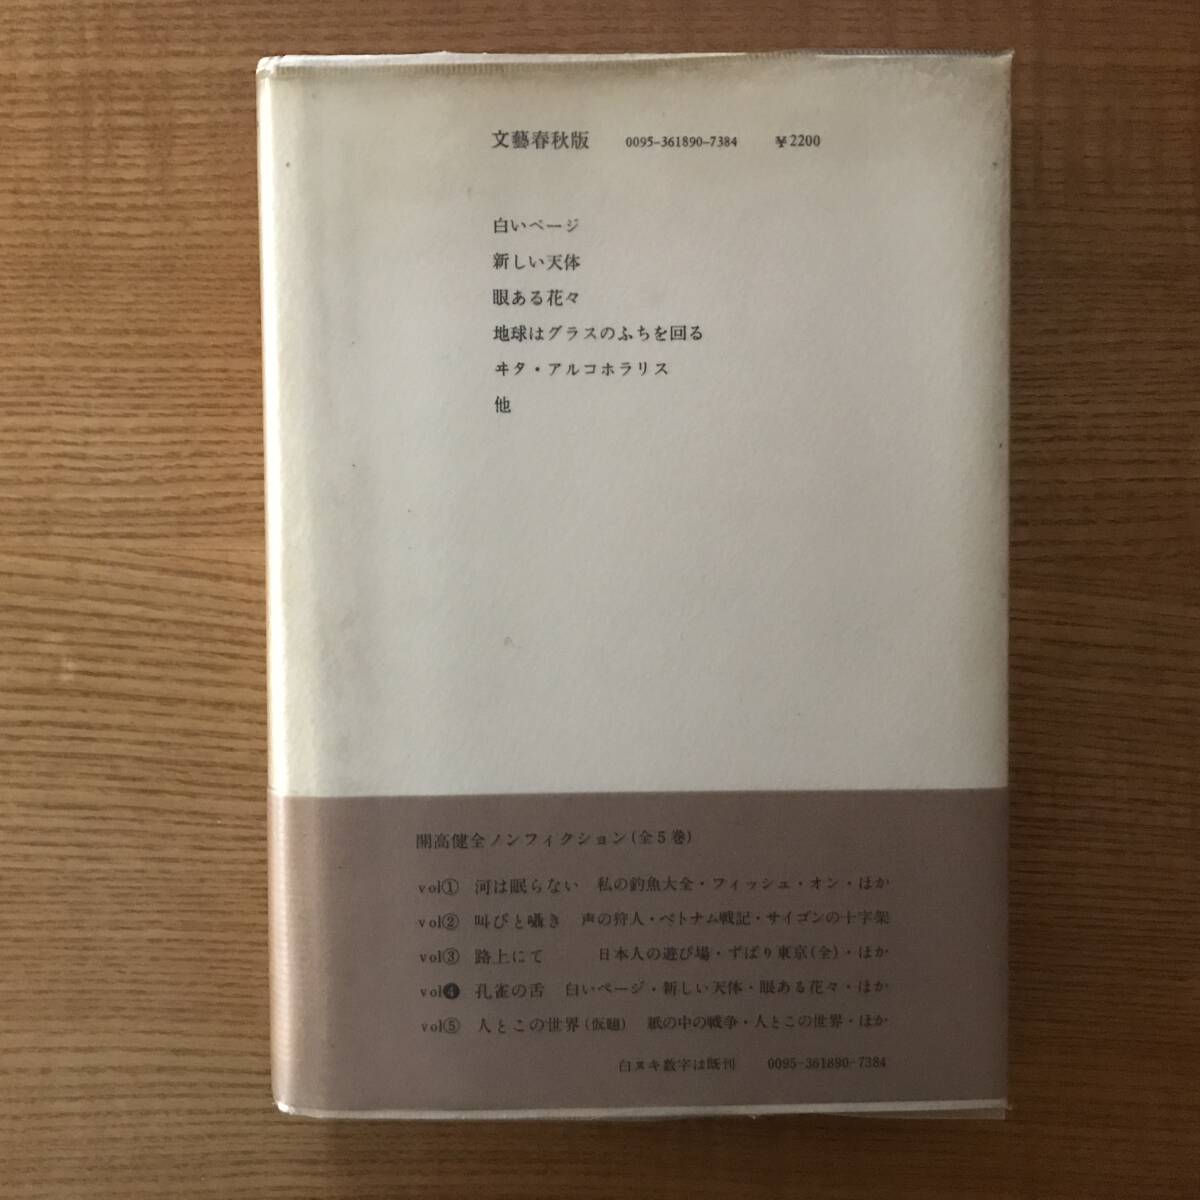 文藝春秋版 0095-361890-7384 ¥2200
白いページ
新しい天体
眼ある花々
地球はグラスのふちを回る
ヰタ・アルコホラリス
他
開高健全ノンフィクション(全5巻)
vol① 河は眠らない 私の釣魚大全・フィッシュ・オン・ほか
vol② 叫びと囁き 声の狩人・ベトナム戦記・サイゴンの十字架
vol③ 路上にて 日本人の遊び場・ずばり東京(全)・ほか
vol❹ 孔雀の舌 白いページ・新しい天体・眼ある花々・ほか
vol⑤ 人とこの世界(仮題) 紙の中の戦争・人とこの世界・ほか
白ヌキ数字は既刊 0095-361890-7384